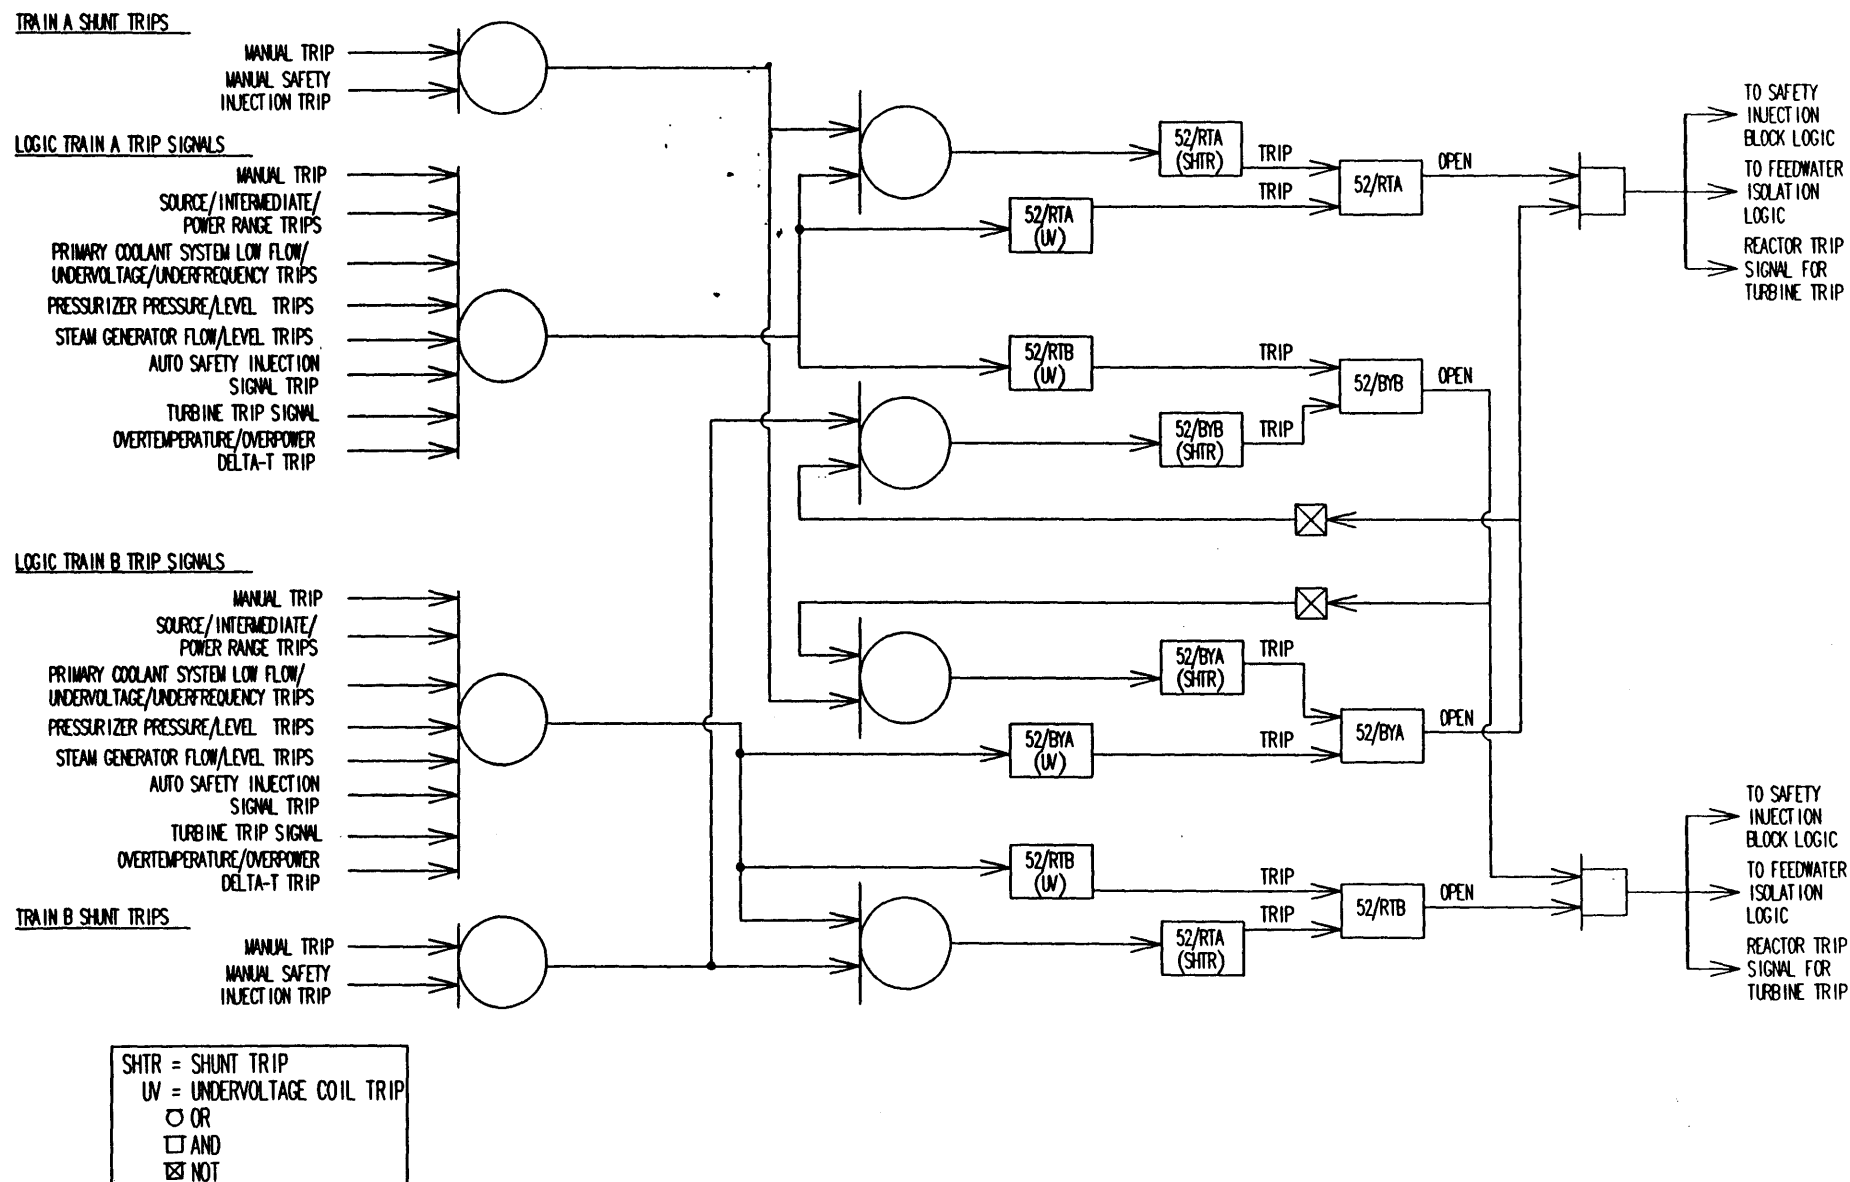 TRAIN A SHUNT TRIPS
MANUAL TRIP
MANUAL SAFETY
INJECTION TRIP
LOGIC TRAIN A TRIP SIGNALS
MANUAL TRIP
SOURCE/INTERMEDIATE/
POWER RANGE TRIPS
PRIMARY COOLANT SYSTEM LOW FLOW/
UNDERVOLTAGE/UNDERFREQUENCY TRIPS
PRESSURIZER PRESSURE/LEVEL TRIPS
STEAM GENERATOR FLOW/LEVEL TRIPS
AUTO SAFETY INJECTION
SIGNAL TRIP
TURBINE TRIP SIGNAL
OVERTEMPERATURE/OVERPOWER
DELTA-T TRIP
LOGIC TRAIN B TRIP SIGNALS
MANUAL TRIP
SOURCE/INTERMEDIATE/
POWER RANGE TRIPS
PRIMARY COOLANT SYSTEM LOW FLOW/
UNDERVOLTAGE/UNDERFREQUENCY TRIPS
PRESSURIZER PRESSURE/LEVEL TRIPS
STEAM GENERATOR FLOW/LEVEL TRIPS
AUTO SAFETY INJECTION
SIGNAL TRIP
TURBINE TRIP SIGNAL
OVERTEMPERATURE/OVERPOWER
DELTA-T TRIP
TRAIN B SHUNT TRIPS
MANUAL TRIP
MANUAL SAFETY
INJECTION TRIP
52/RTA
(SHTR)
TRIP
52/RTA
(UV)
TRIP
52/RTA
OPEN
52/RTB
(UV)
TRIP
52/BYB
(SHTR)
TRIP
52/BYB
OPEN
52/BYA
(SHTR)
TRIP
52/BYA
(UV)
TRIP
52/BYA
OPEN
52/RTB
(UV)
TRIP
52/RTA
(SHTR)
TRIP
52/RTB
OPEN
TO SAFETY
INJECTION
BLOCK LOGIC
TO FEEDWATER
ISOLATION
LOGIC
REACTOR TRIP
SIGNAL FOR
TURBINE TRIP
TO SAFETY
INJECTION
BLOCK LOGIC
TO FEEDWATER
ISOLATION
LOGIC
REACTOR TRIP
SIGNAL FOR
TURBINE TRIP
SHTR = SHUNT TRIP
UV = UNDERVOLTAGE COIL TRIP
OR
AND
NOT